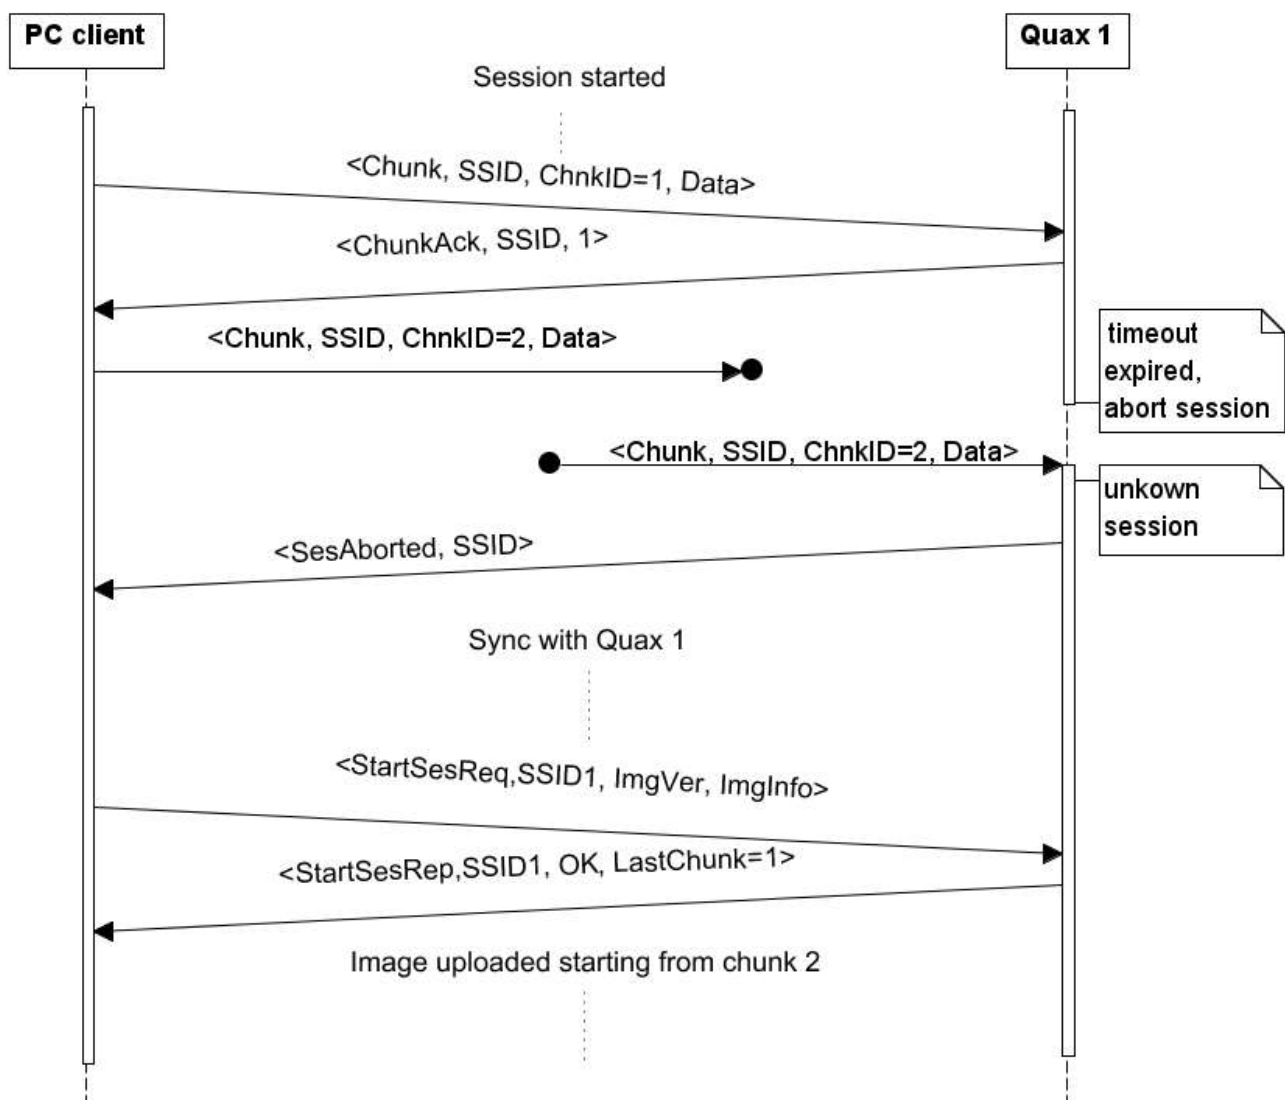 PC client
Quax 1
Session started
<Chunk, SSID, ChnkID=1, Data>
<ChunkAck, SSID, 1>
<Chunk, SSID, ChnkID=2, Data>
timeout
expired,
abort session
<Chunk, SSID, ChnkID=2, Data>
unkown
session
<SesAborted, SSID>
Sync with Quax 1
<StartSesReq,SSID1, ImgVer, ImgInfo>
<StartSesRep,SSID1, OK, LastChunk=1>
Image uploaded starting from chunk 2